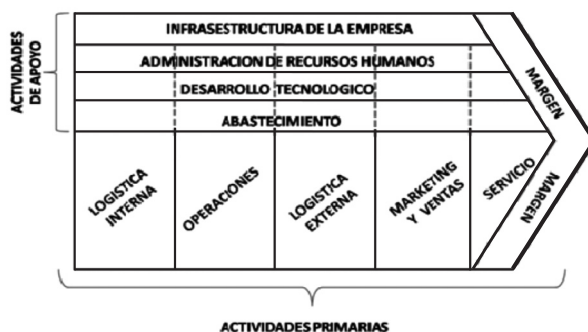 ACTIVIDADES
DE APOYO
INFRASESTRUCTURA DE LA EMPRESA
ADMINISTRACION DE RECURSOS HUMANOS
DESARROLLO TECNOLOGICO
ABASTECIMIENTO
MARGEN
LOGISTICA
INTERNA
OPERACIONES
LOGISTICA
EXTERNA
MARKETING
Y VENTAS
SERVICIO
MARGEN
ACTIVIDADES PRIMARIAS